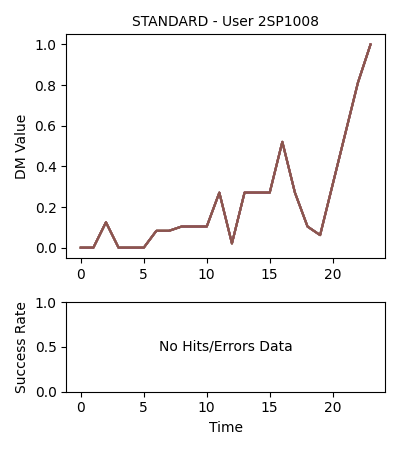 STANDARD - User 2SP1008
DM Value
1.0
0.8
0.6
0.4
0.2
0.0
0 5 10 15 20
Success Rate
1.0
0.5
0.0
No Hits/Errors Data
0 5 10 15 20
Time